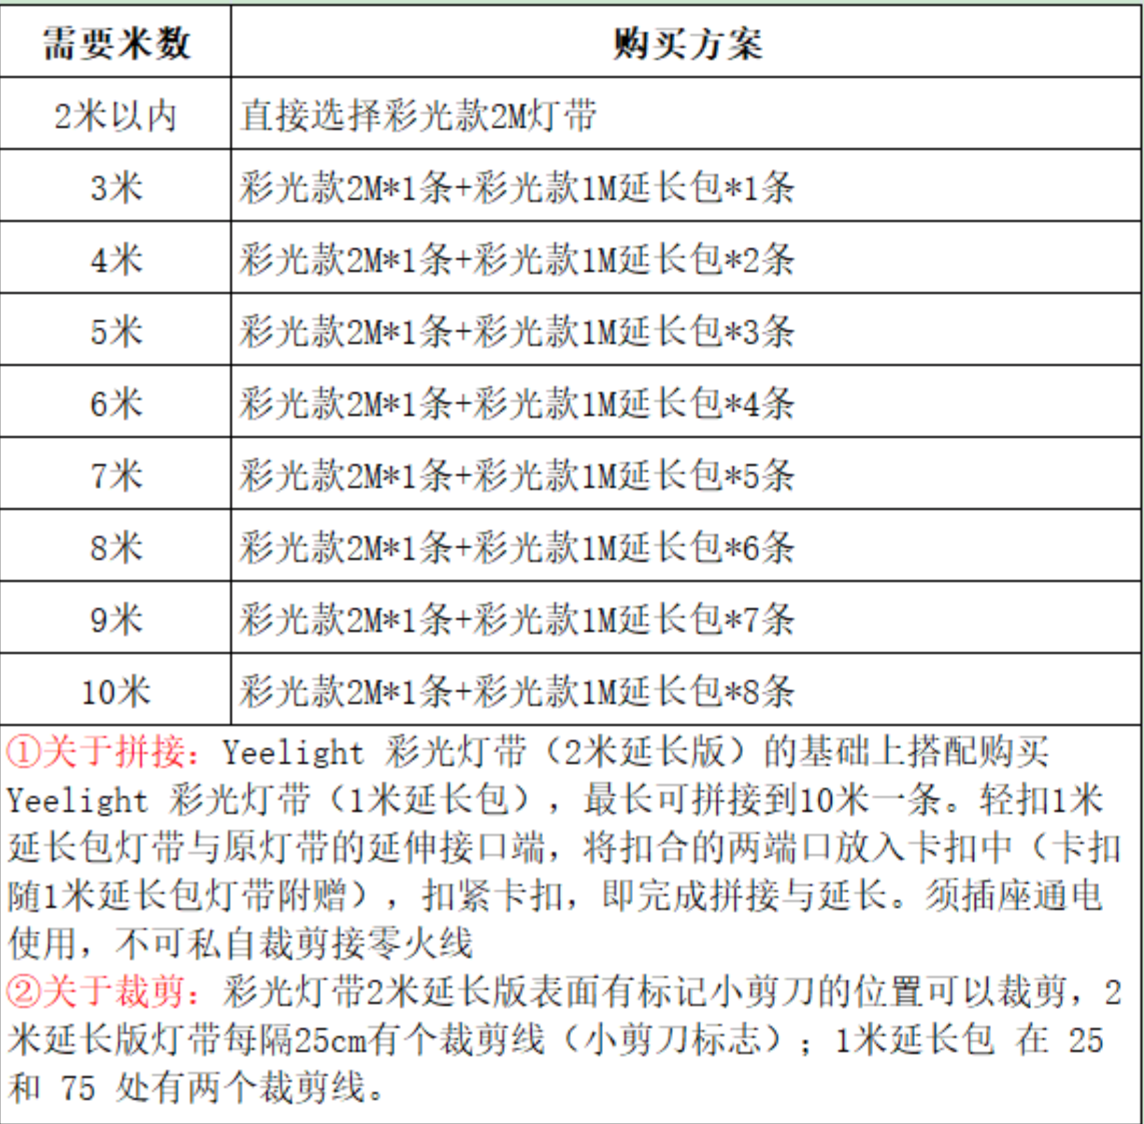 需要米数 购买方案
2米以内 直接选择彩光款2M灯带
3米 彩光款2M*1条+彩光款1M延长包*1条
4米 彩光款2M*1条+彩光款1M延长包*2条
5米 彩光款2M*1条+彩光款1M延长包*3条
6米 彩光款2M*1条+彩光款1M延长包*4条
7米 彩光款2M*1条+彩光款1M延长包*5条
8米 彩光款2M*1条+彩光款1M延长包*6条
9米 彩光款2M*1条+彩光款1M延长包*7条
10米 彩光款2M*1条+彩光款1M延长包*8条
①关于拼接：Yeelight 彩光灯带（2米延长版）的基础上搭配购买
Yeelight 彩光灯带（1米延长包），最长可拼接到10米一条。轻扣1米
延长包灯带与原灯带的延伸接口端，将扣合的两端口放入卡扣中（卡扣
随1米延长包灯带附赠），扣紧卡扣，即完成拼接与延长。须插座通电
使用，不可私自裁剪接零火线
②关于裁剪：彩光灯带2米延长版表面有标记小剪刀的位置可以裁剪，2
米延长版灯带每隔25cm有个裁剪线（小剪刀标志）；1米延长包 在 25
和 75 处有两个裁剪线。